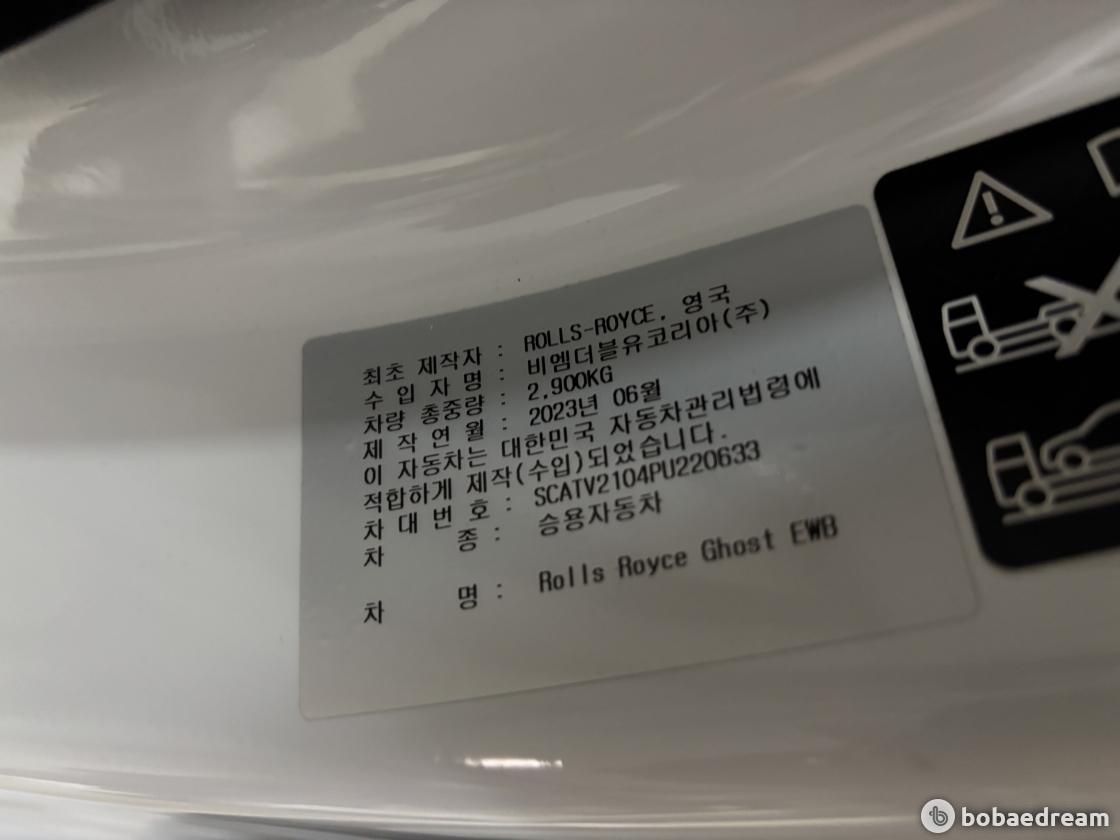 최초 제작자 : ROLLS-ROYCE, 영국
수 입 자 명 : 비엠더블유코리아(주)
차량 총중량 : 2,900KG
제 작 연 월 : 2023년 06월
이 자동차는 대한민국 자동차관리법령에
적합하게 제작(수입)되었습니다.
차 대 번 호 : SCATV2104PU220633
차 종 : 승용자동차
차 명 : Rolls Royce Ghost EWB
bobaedream